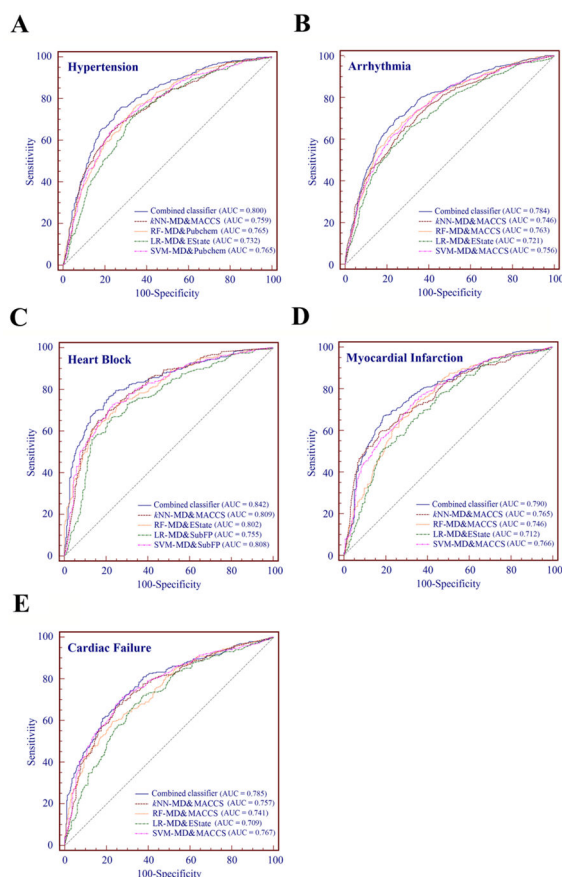 A
Hypertension
100
80
60
40
20
0
Sensitivity
Combined classifier (AUC = 0.800)
kNN-MD&MACCS (AUC = 0.759)
RF-MD&Pubchem (AUC = 0.765)
LR-MD&EState (AUC = 0.732)
SVM-MD&Pubchem (AUC = 0.765)
0 20 40 60 80 100
100-Specificity
B
Arrhythmia
100
80
60
40
20
0
Sensitivity
Combined classifier (AUC = 0.784)
kNN-MD&MACCS (AUC = 0.746)
RF-MD&MACCS (AUC = 0.763)
LR-MD&EState (AUC = 0.721)
SVM-MD&MACCS (AUC = 0.756)
0 20 40 60 80 100
100-Specificity
C
Heart Block
100
80
60
40
20
0
Sensitivity
Combined classifier (AUC = 0.842)
kNN-MD&MACCS (AUC = 0.809)
RF-MD&EState (AUC = 0.802)
LR-MD&SubFP (AUC = 0.755)
SVM-MD&SubFP (AUC = 0.808)
0 20 40 60 80 100
100-Specificity
D
Myocardial Infarction
100
80
60
40
20
0
Sensitivity
Combined classifier (AUC = 0.790)
kNN-MD&MACCS (AUC = 0.765)
RF-MD&MACCS (AUC = 0.746)
LR-MD&EState (AUC = 0.712)
SVM-MD&MACCS (AUC = 0.766)
0 20 40 60 80 100
100-Specificity
E
Cardiac Failure
100
80
60
40
20
0
Sensitivity
Combined classifier (AUC = 0.785)
kNN-MD&MACCS (AUC = 0.757)
RF-MD&MACCS (AUC = 0.741)
LR-MD&EState (AUC = 0.709)
SVM-MD&MACCS (AUC = 0.767)
0 20 40 60 80 100
100-Specificity